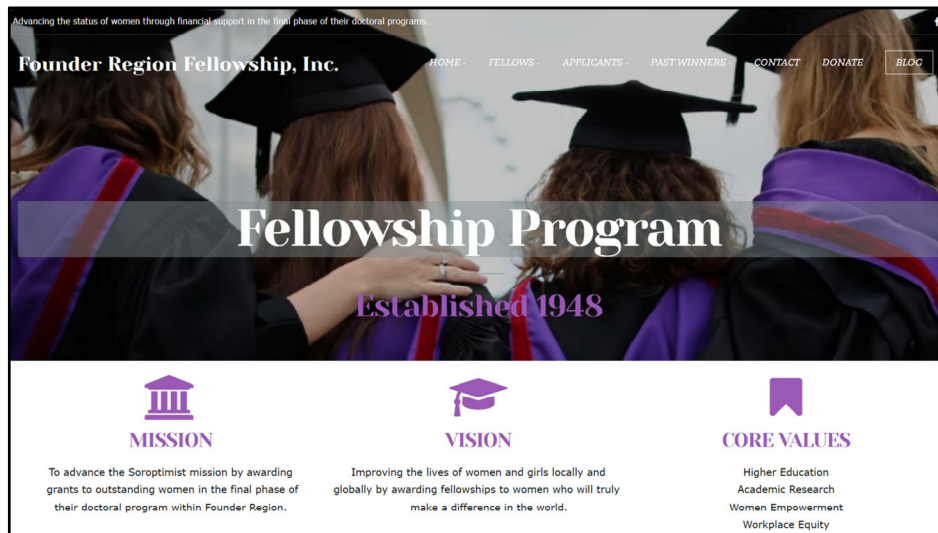 Advancing the status of women through financial support in the final phase of their doctoral programs.
Founder Region Fellowship, Inc.
HOME - FELLOWS - APPLICANTS - PAST WINNERS - CONTACT DONATE BLOG
Fellowship Program
Established 1948
MISSION
To advance the Soroptimist mission by awarding
grants to outstanding women in the final phase of
their doctoral program within Founder Region.
VISION
Improving the lives of women and girls locally and
globally by awarding fellowships to women who will truly
make a difference in the world.
CORE VALUES
Higher Education
Academic Research
Women Empowerment
Workplace Equity